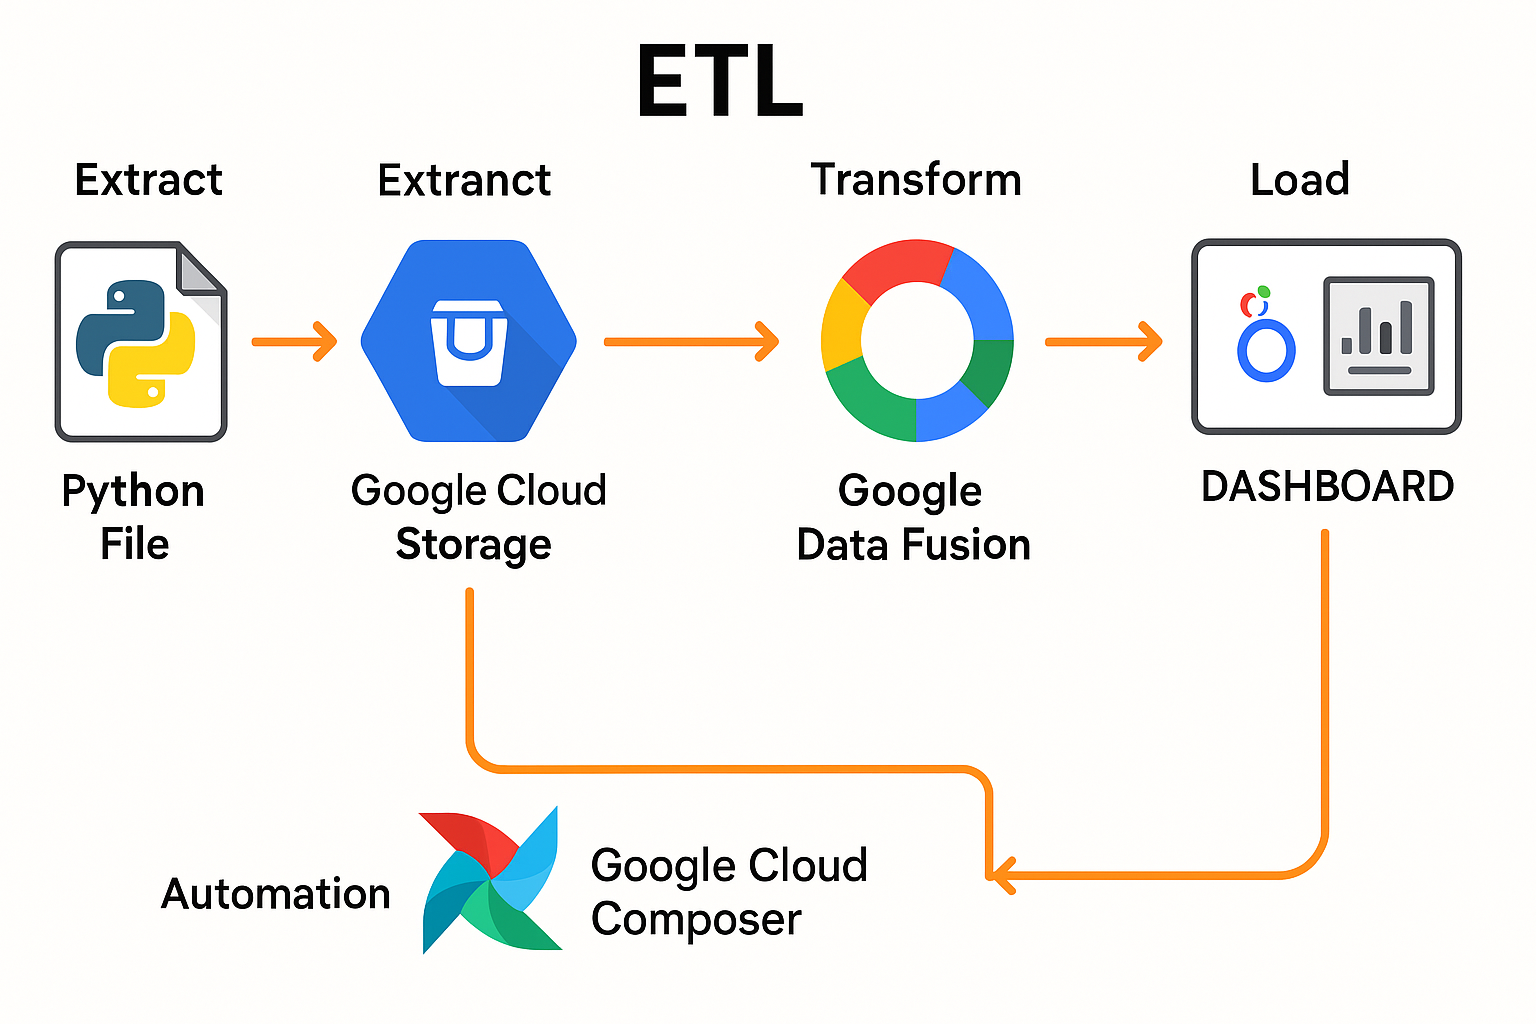 ETL
Extract
Extranct
Transform
Load
Python
File
Google Cloud
Storage
Google
Data Fusion
DASHBOARD
Automation
Google Cloud
Composer